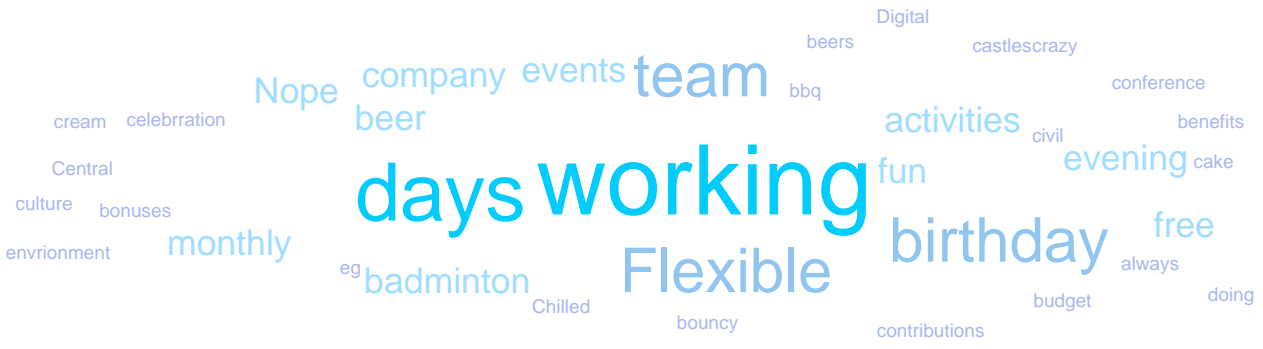 Digital
beers
castlescrazy
company events team
Nope
bbq
conference
cream celebrration
beer
activities
civil
benefits
Central
days working
fun
evening cake
culture bonuses
monthly
birthday
free
envrionment
eg
badminton
Flexible
always
Chilled
budget
doing
bouncy
contributions